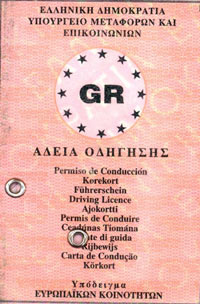 ΕΛΛΗΝΙΚΗ ΔΗΜΟΚΡΑΤΙΑ
ΥΠΟΥΡΓΕΙΟ ΜΕΤΑΦΟΡΩΝ ΚΑΙ
ΕΠΙΚΟΙΝΩΝΙΩΝ
GR
ΑΔΕΙΑ ΟΔΗΓΗΣΗΣ
Permiso de Conducción
Kørekort
Führerschein
Driving Licence
Ajokortti
Permis de Conduire
Ceadúnas Tiomána
di guida
Rijbewijs
Carta de Condução
Körkort
Υπόδειγμα
ΕΥΡΩΠΑΪΚΩΝ ΚΟΙΝΟΤΗΤΩΝ